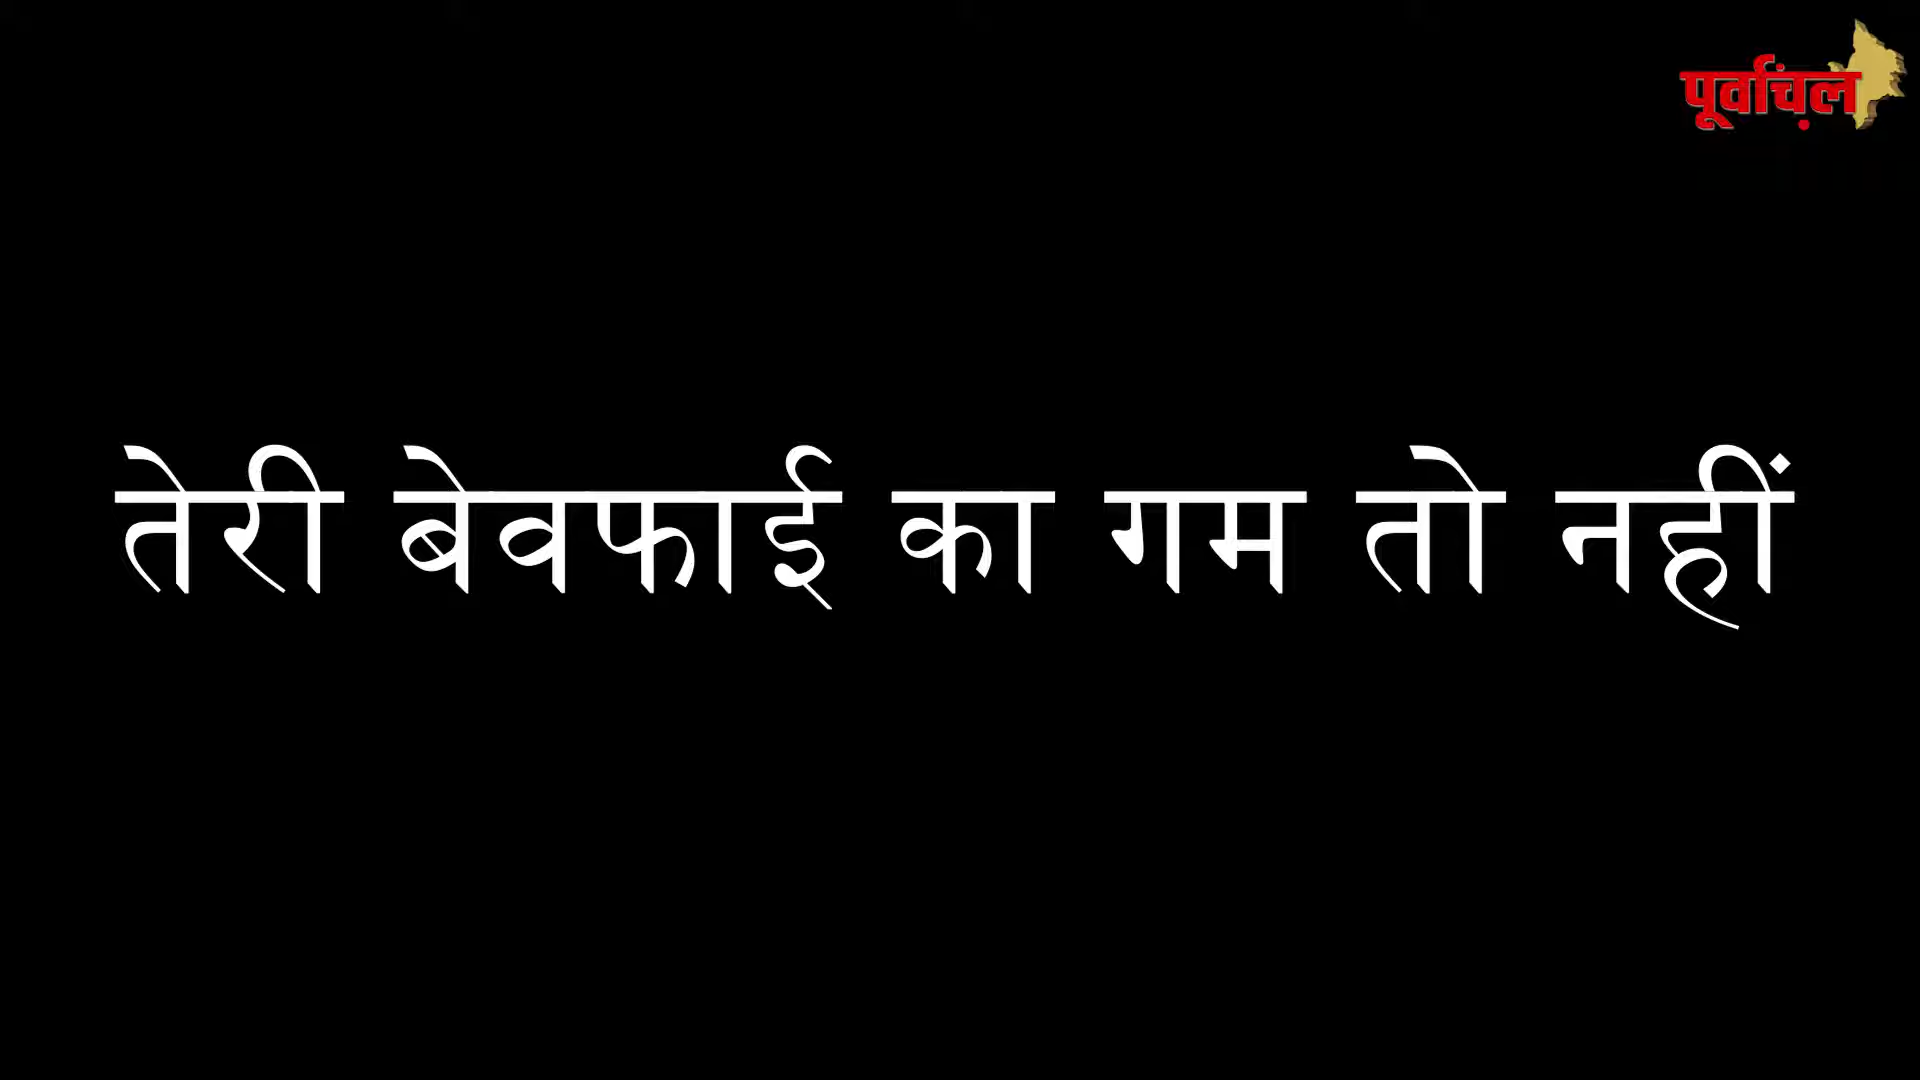 पूर्वांचल
तेरी बेवफाई का गम तो नहीं